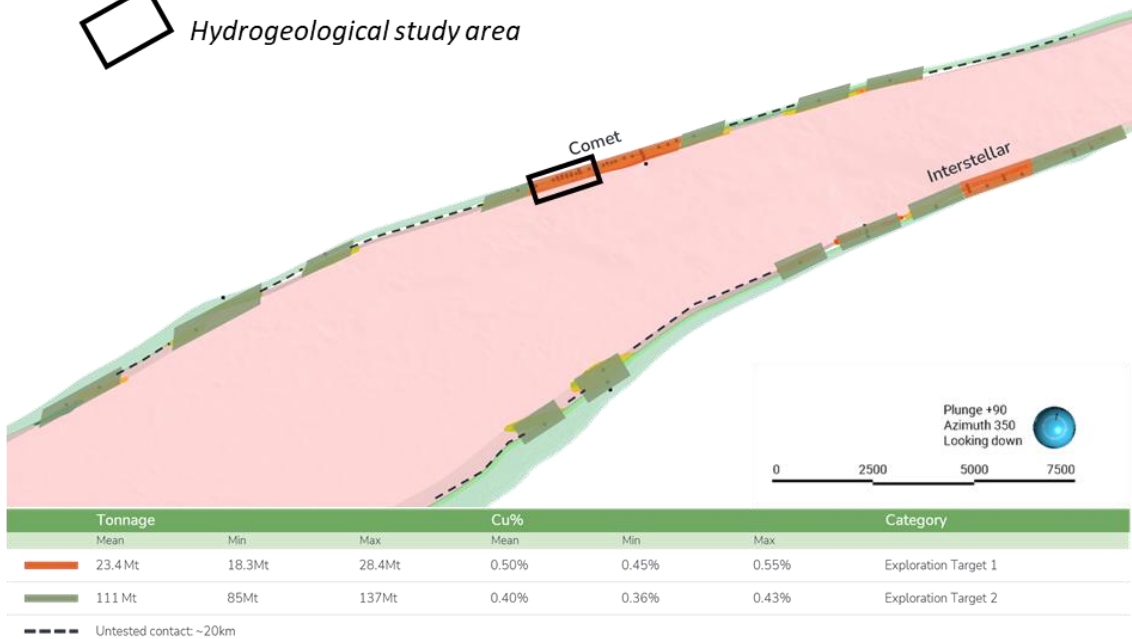 Hydrogeological study area
Comet
Interstellar
Plunge +90
Azimuth 350
Looking down
0 2500 5000 7500
Tonnage Cu% Category
Mean Min Max Mean Min Max
23.4 Mt 18.3Mt 28.4Mt 0.50% 0.45% 0.55% Exploration Target 1
111 Mt 85Mt 137Mt 0.40% 0.36% 0.43% Exploration Target 2
Untested contact: ~20km